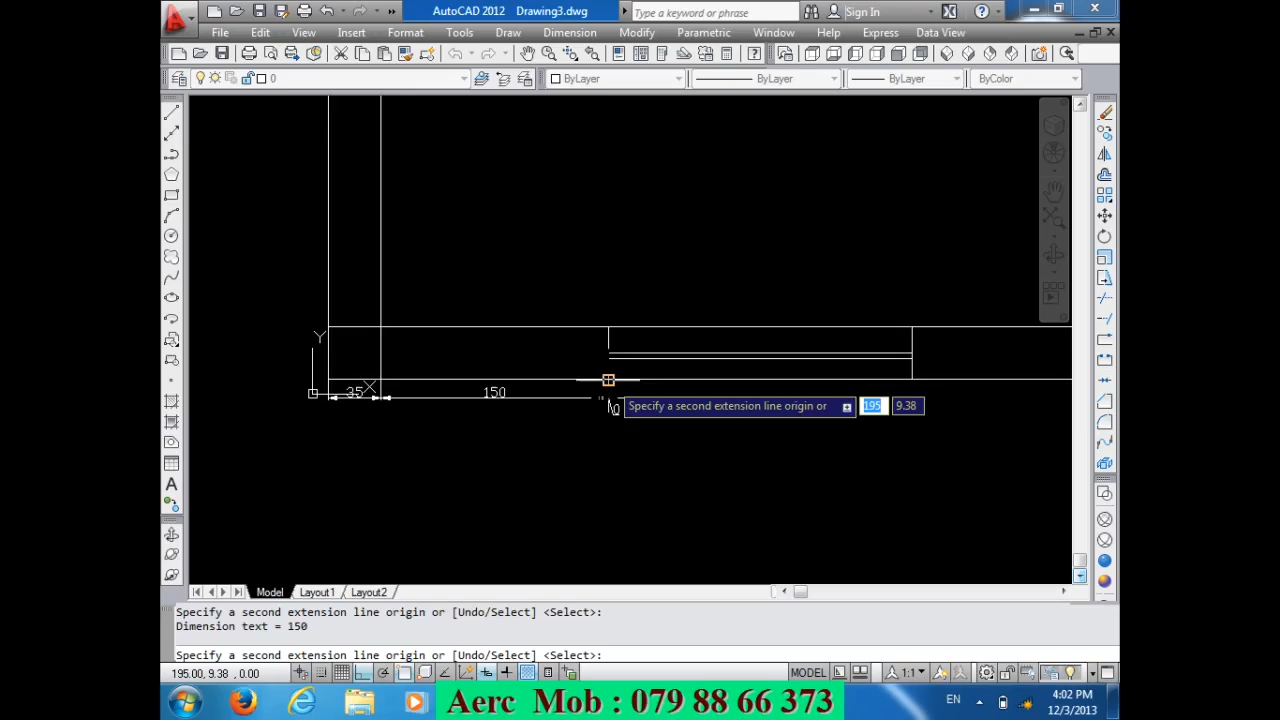 AutoCAD 2012 Drawing3.dwg
Type a keyword or phrase
Sign In
File Edit View Insert Format Tools Draw Dimension Modify Parametric Window Help Express Data View
0
ByLayer
ByLayer
ByLayer
ByColor
Y
X
35
150
Specify a second extension line origin or
195
9.38
Model Layout1 Layout2
Specify a second extension line origin or [Undo/Select] <Select>:
Dimension text = 150
Specify a second extension line origin or [Undo/Select] <Select>:
195.00, 9.38 , 0.00
MODEL
1:1
Aerc Mob : 079 88 66 373
EN
4:02 PM
12/3/2013